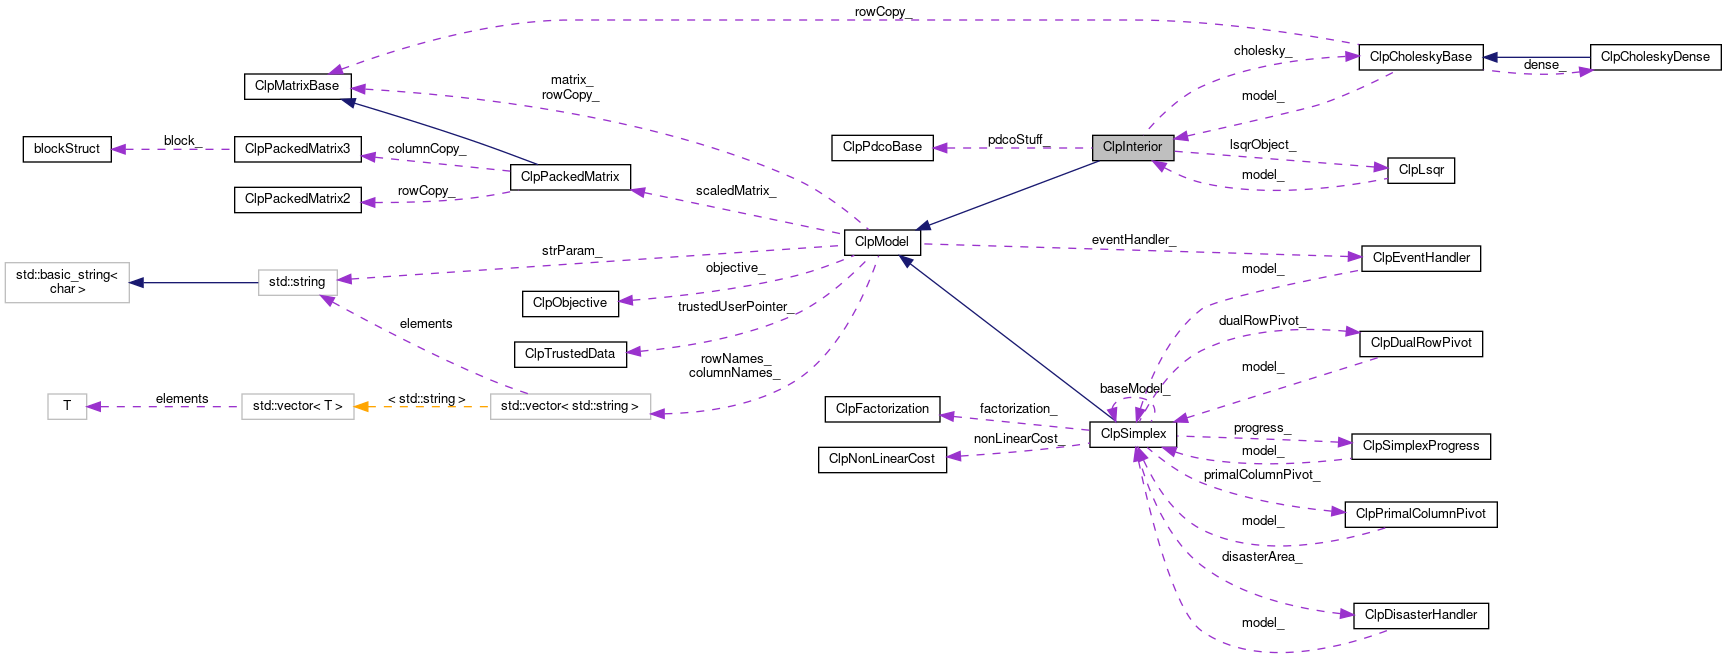 rowCopy_
cholesky_
ClpCholeskyBase
ClpCholeskyDense
dense_
matrix_
rowCopy_
ClpMatrixBase
model_
blockStruct
block_
ClpPackedMatrix3
columnCopy_
ClpPdcoBase
pdcoStuff_
ClpInterior
lsqrObject_
ClpLsqr
model_
ClpPackedMatrix
ClpPackedMatrix2
rowCopy_
scaledMatrix_
ClpModel
eventHandler_
ClpEventHandler
strParam_
model_
std::basic_string<
char >
std::string
objective_
ClpObjective
trustedUserPointer_
dualRowPivot_
ClpDualRowPivot
elements
ClpTrustedData
rowNames_
columnNames_
model_
baseModel_
T
elements
std::vector< T >
< std::string >
std::vector< std::string >
ClpFactorization
factorization_
ClpSimplex
progress_
ClpSimplexProgress
nonLinearCost_
ClpNonLinearCost
model_
primalColumnPivot_
ClpPrimalColumnPivot
model_
disasterArea_
ClpDisasterHandler
model_